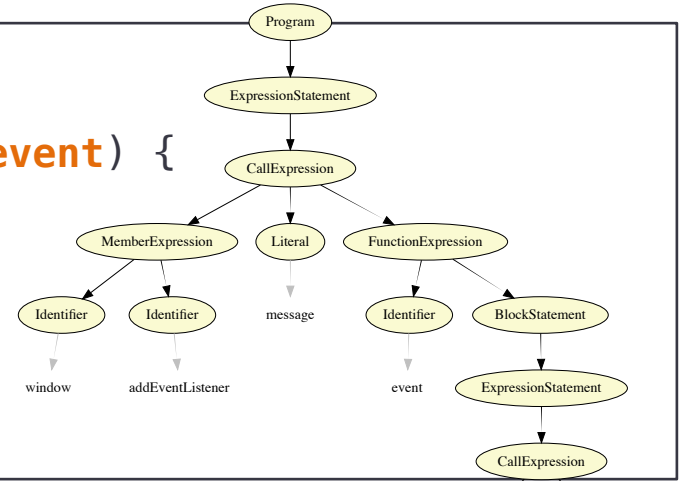 Program
ExpressionStatement
event) {
CallExpression
MemberExpression Literal FunctionExpression
Identifier Identifier message Identifier BlockStatement
window addEventListener event ExpressionStatement
CallExpression